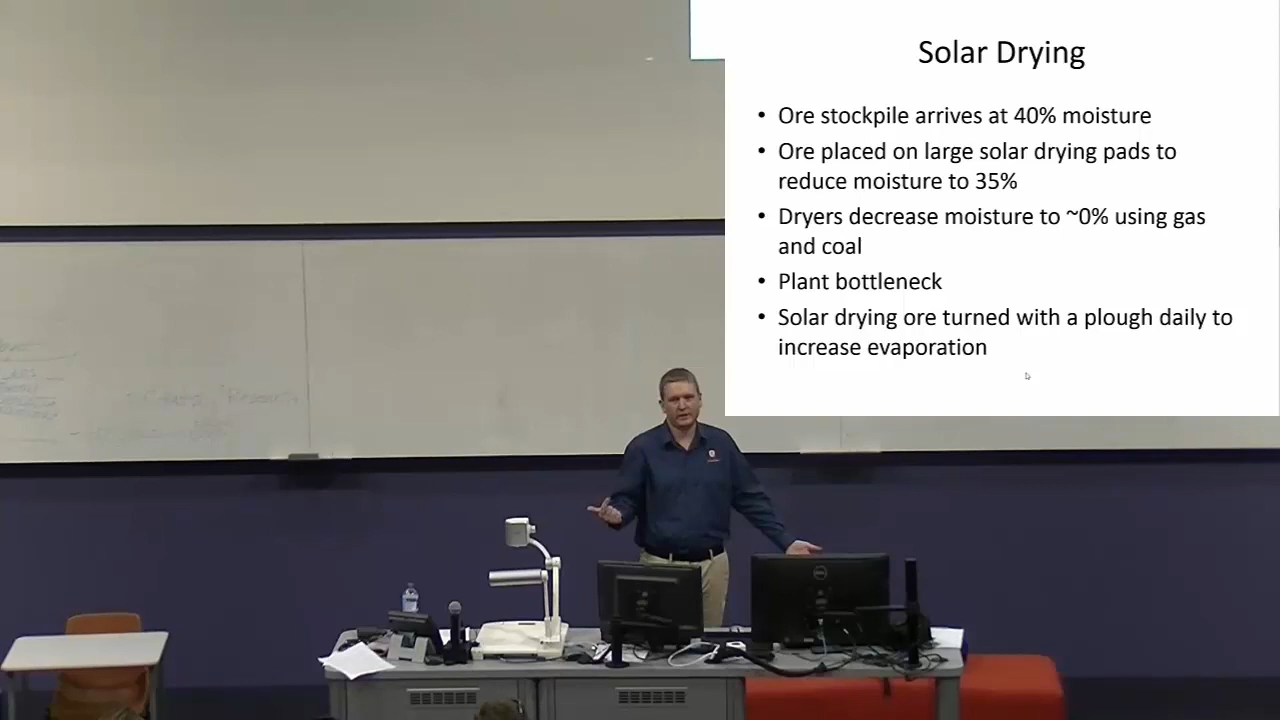 Solar Drying
• Ore stockpile arrives at 40% moisture
• Ore placed on large solar drying pads to
reduce moisture to 35%
• Dryers decrease moisture to ~0% using gas
and coal
• Plant bottleneck
• Solar drying ore turned with a plough daily to
increase evaporation